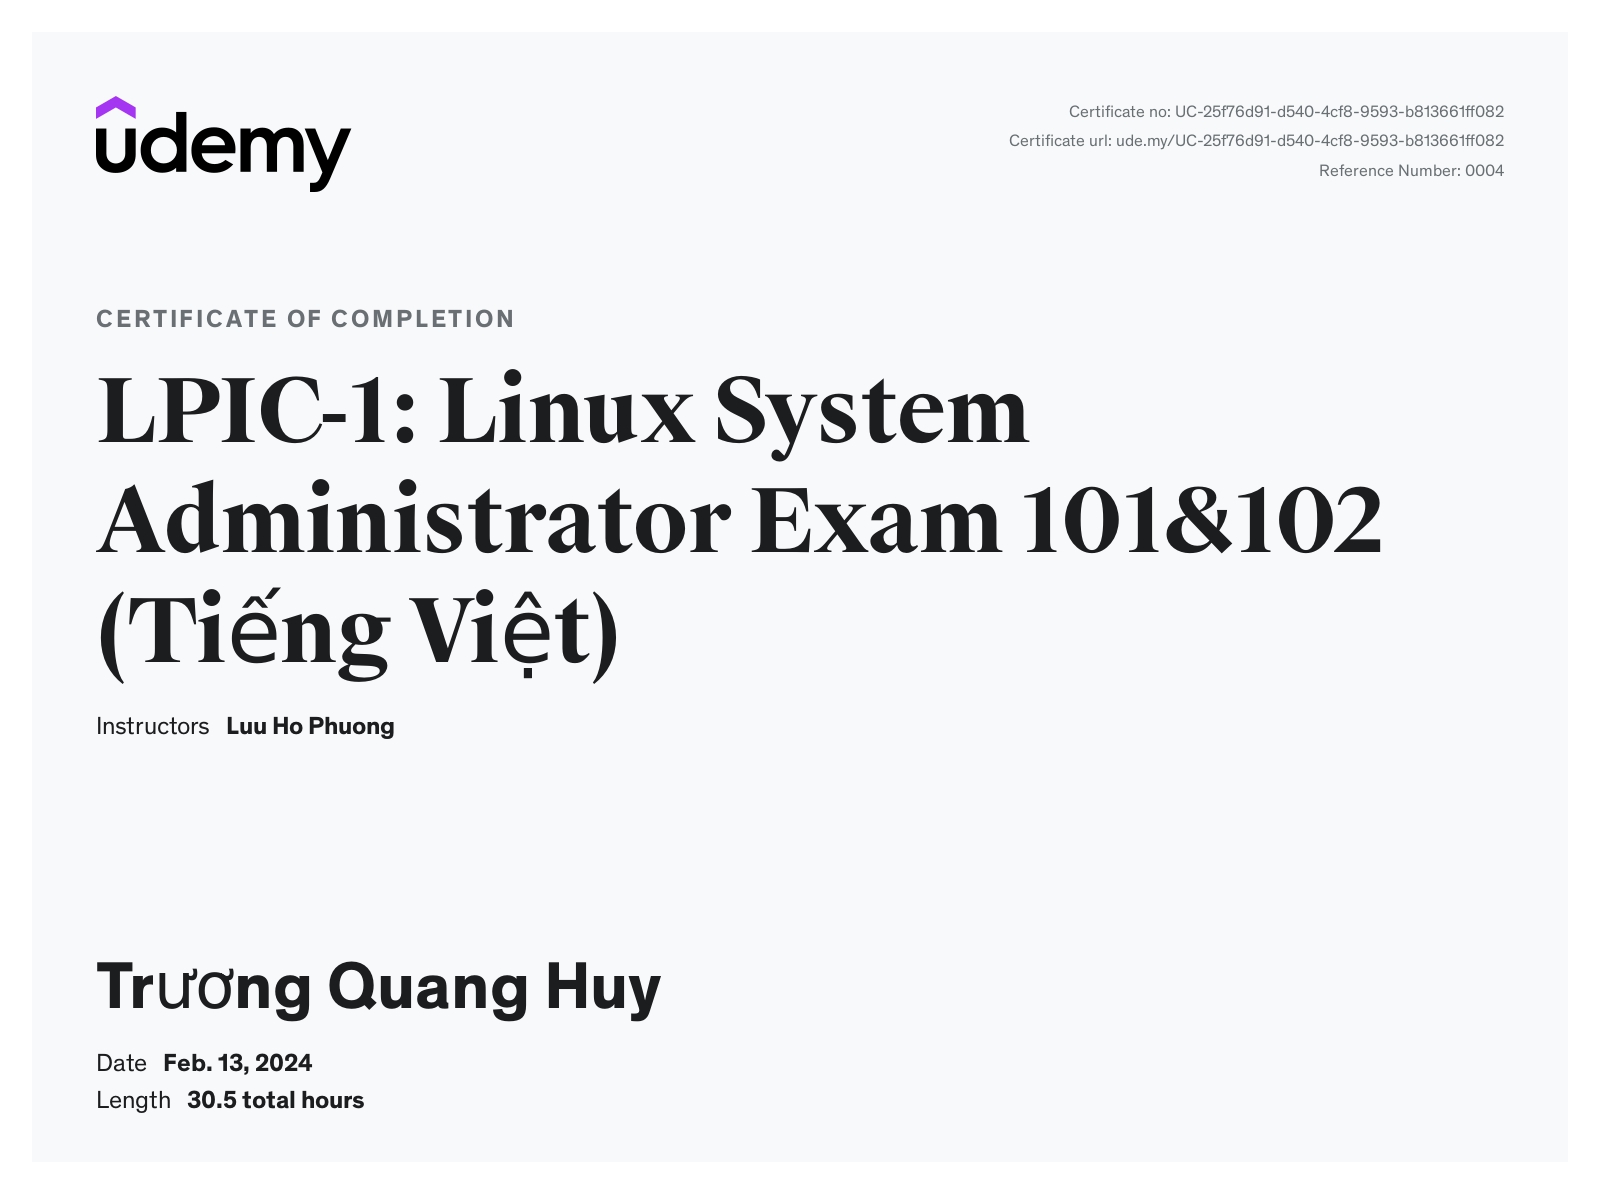 udemy
Certificate no: UC-25f76d91-d540-4cf8-9593-b813661ff082
Certificate url: ude.my/UC-25f76d91-d540-4cf8-9593-b813661ff082
Reference Number: 0004
CERTIFICATE OF COMPLETION
LPIC-1: Linux System
Administrator Exam 101&102
(Tiếng Việt)
Instructors Luu Ho Phuong
Trương Quang Huy
Date Feb. 13, 2024
Length 30.5 total hours